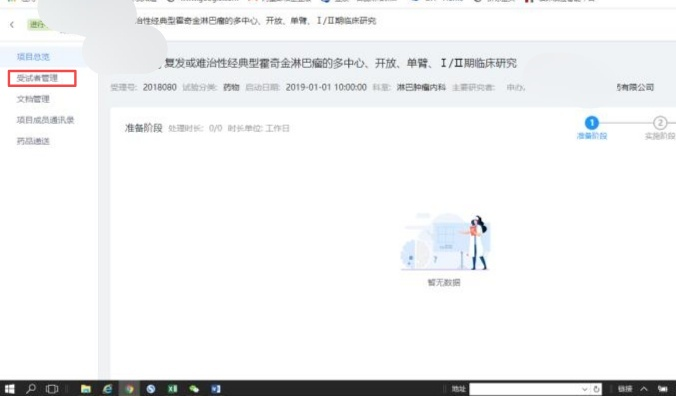 治性经典型霍奇金淋巴瘤的多中心、开放、单臂、Ⅰ/Ⅱ期临床研究
进行
项目总览
复发或难治性经典型霍奇金淋巴瘤的多中心、开放、单臂、Ⅰ/Ⅱ期临床研究
受试者管理
受理号: 2018080 试验分类: 药物 启动日期: 2019-01-01 10:00:00 科室: 淋巴肿瘤内科 主要研究者: 申办 药有限公司
文档管理
项目成员通讯录
药品递送
准备阶段 处理时长: 0/0 时长单位: 工作日
1 2
准备阶段 实施阶段
暂无数据
地址 链接